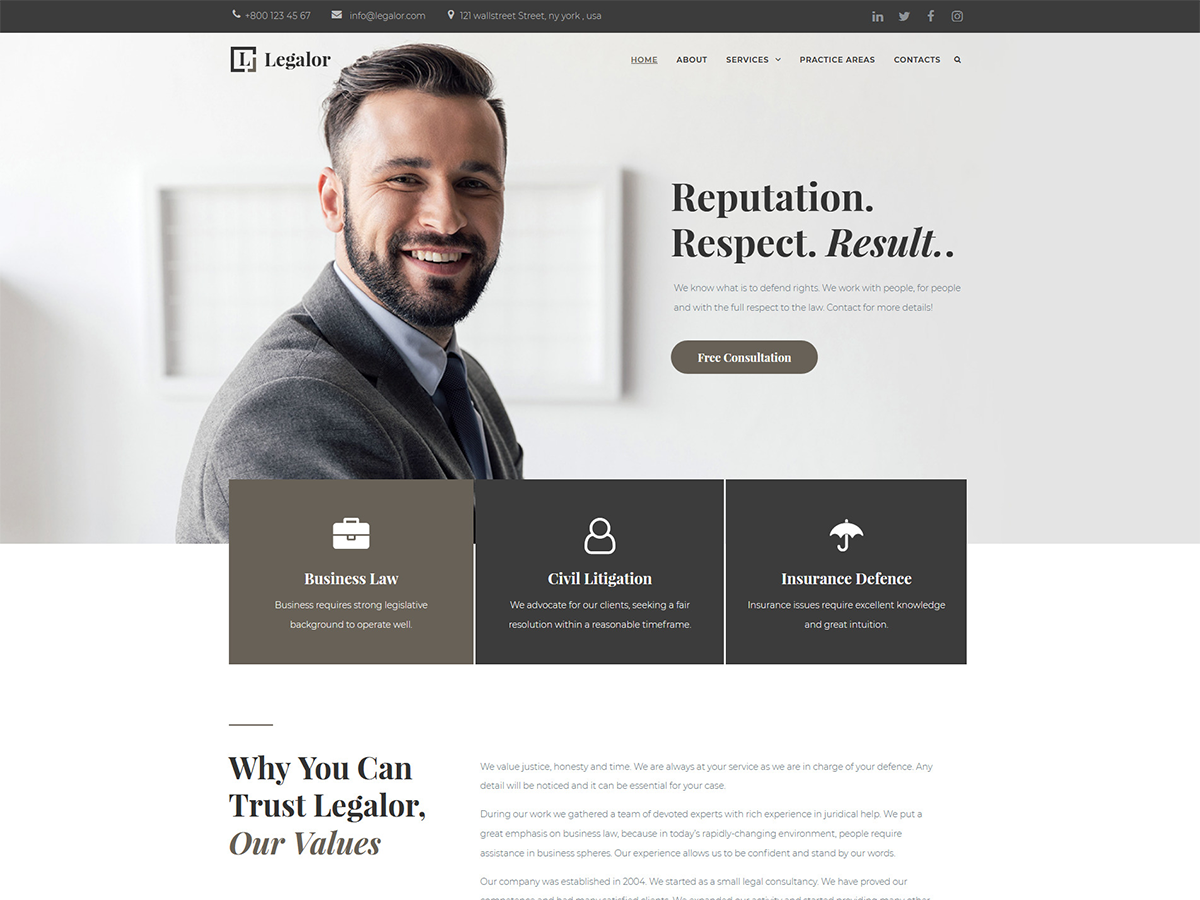 +800 123 45 67 info@legalor.com 121 wallstreet Street, ny york , usa
L Legalor
HOME ABOUT SERVICES PRACTICE AREAS CONTACTS
Reputation.
Respect. Result..
We know what is to defend rights. We work with people, for people
and with the full respect to the law. Contact for more details!
Free Consultation
Business Law
Business requires strong legislative
background to operate well.
Civil Litigation
We advocate for our clients, seeking a fair
resolution within a reasonable timeframe.
Insurance Defence
Insurance issues require excellent knowledge
and great intuition.
Why You Can
Trust Legalor,
Our Values
We value justice, honesty and time. We are always at your service as we are in charge of your defence. Any
detail will be noticed and it can be essential for your case.
During our work we gathered a team of devoted experts with rich experience in juridical help. We put a
great emphasis on business law, because in today's rapidly-changing environment, people require
assistance in business spheres. Our experience allows us to be confident and stand by our words.
Our company was established in 2004. We started as a small legal consultancy. We have proved our